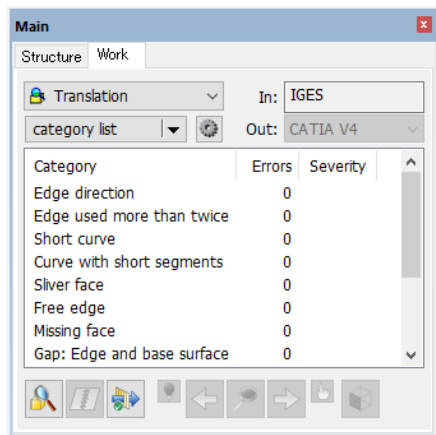 Main
Structure Work
Translation In: IGES
category list Out: CATIA V4
Category Errors Severity
Edge direction 0
Edge used more than twice 0
Short curve 0
Curve with short segments 0
Sliver face 0
Free edge 0
Missing face 0
Gap: Edge and base surface 0